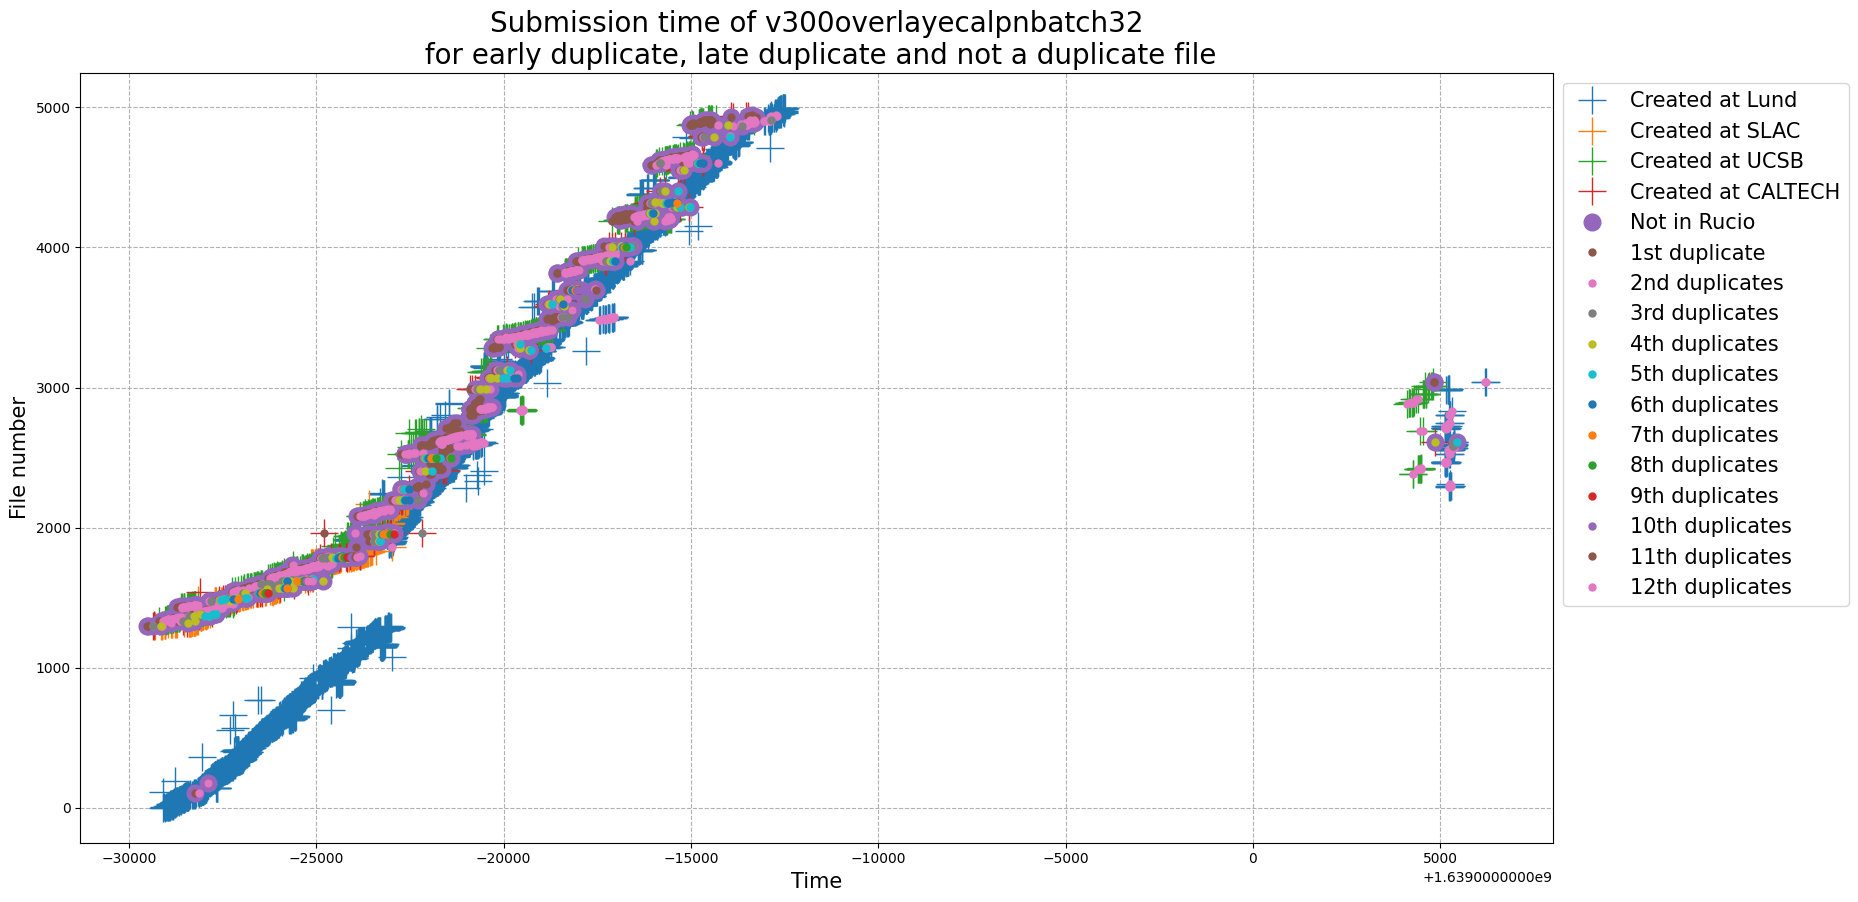 Submission time of v300overlayecalpnbatch32
for early duplicate, late duplicate and not a duplicate file
File number
5000
4000
3000
2000
1000
0
−30000
−25000
−20000
−15000
−10000
−5000
0
5000
+1.6390000000e9
Time
Created at Lund
Created at SLAC
Created at UCSB
Created at CALTECH
Not in Rucio
1st duplicate
2nd duplicates
3rd duplicates
4th duplicates
5th duplicates
6th duplicates
7th duplicates
8th duplicates
9th duplicates
10th duplicates
11th duplicates
12th duplicates